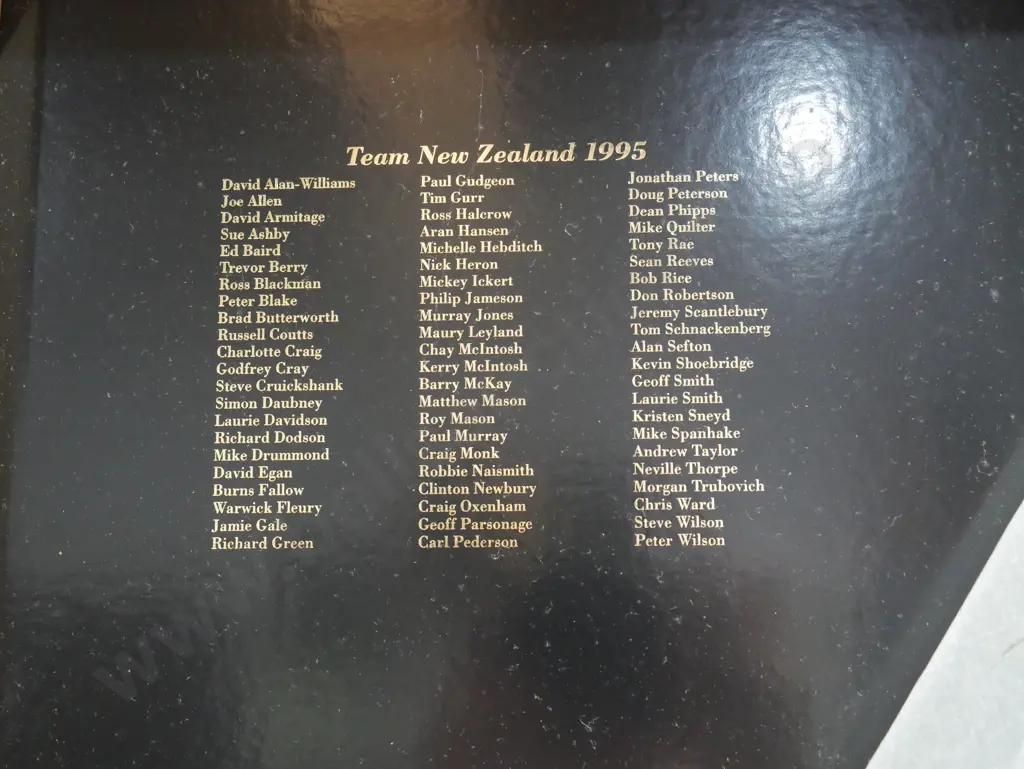 Team New Zealand 1995
David Alan-Williams
Joe Allen
David Armitage
Sue Ashby
Ed Baird
Trevor Berry
Ross Blackman
Peter Blake
Brad Butterworth
Russell Coutts
Charlotte Craig
Godfrey Cray
Steve Cruickshank
Simon Daubney
Laurie Davidson
Richard Dodson
Mike Drummond
David Egan
Burns Fallow
Warwick Fleury
Jamie Gale
Richard Green
Paul Gudgeon
Tim Gurr
Ross Halcrow
Aran Hansen
Michelle Hebditch
Nick Heron
Mickey Ickert
Philip Jameson
Murray Jones
Maury Leyland
Chay McIntosh
Kerry McIntosh
Barry McKay
Matthew Mason
Roy Mason
Paul Murray
Craig Monk
Robbie Naismith
Clinton Newbury
Craig Oxenham
Geoff Parsonage
Carl Pederson
Jonathan Peters
Doug Peterson
Dean Phipps
Mike Quilter
Tony Rae
Sean Reeves
Bob Rice
Don Robertson
Jeremy Scantlebury
Tom Schnackenberg
Alan Sefton
Kevin Shoebridge
Geoff Smith
Laurie Smith
Kristen Sneyd
Mike Spanhake
Andrew Taylor
Neville Thorpe
Morgan Trubovich
Chris Ward
Steve Wilson
Peter Wilson